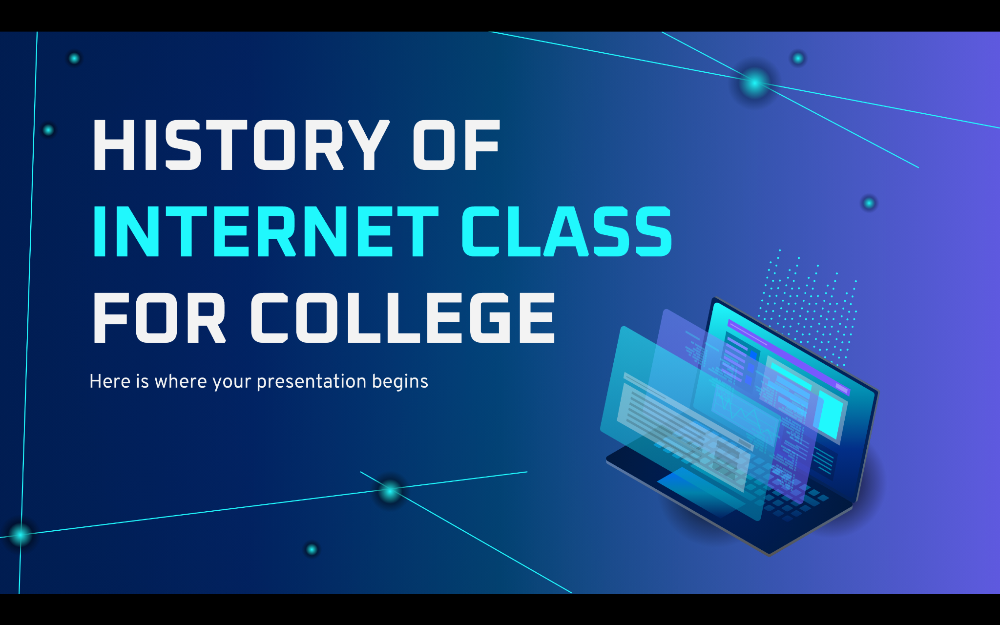 HISTORY OF
INTERNET CLASS
FOR COLLEGE
Here is where your presentation begins